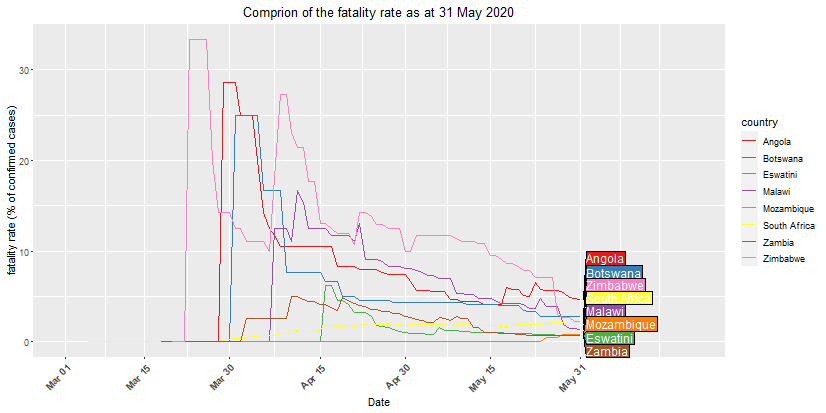 Comprion of the fatality rate as at 31 May 2020
fatality rate (% of confirmed cases)
30
20
10
0
Mar 01
Mar 15
Mar 30
Apr 15
Apr 30
May 15
May 31
Date
Angola
Botswana
Zimbabwe
South Africa
Malawi
Mozambique
Eswatini
Zambia
country
Angola
Botswana
Eswatini
Malawi
Mozambique
South Africa
Zambia
Zimbabwe